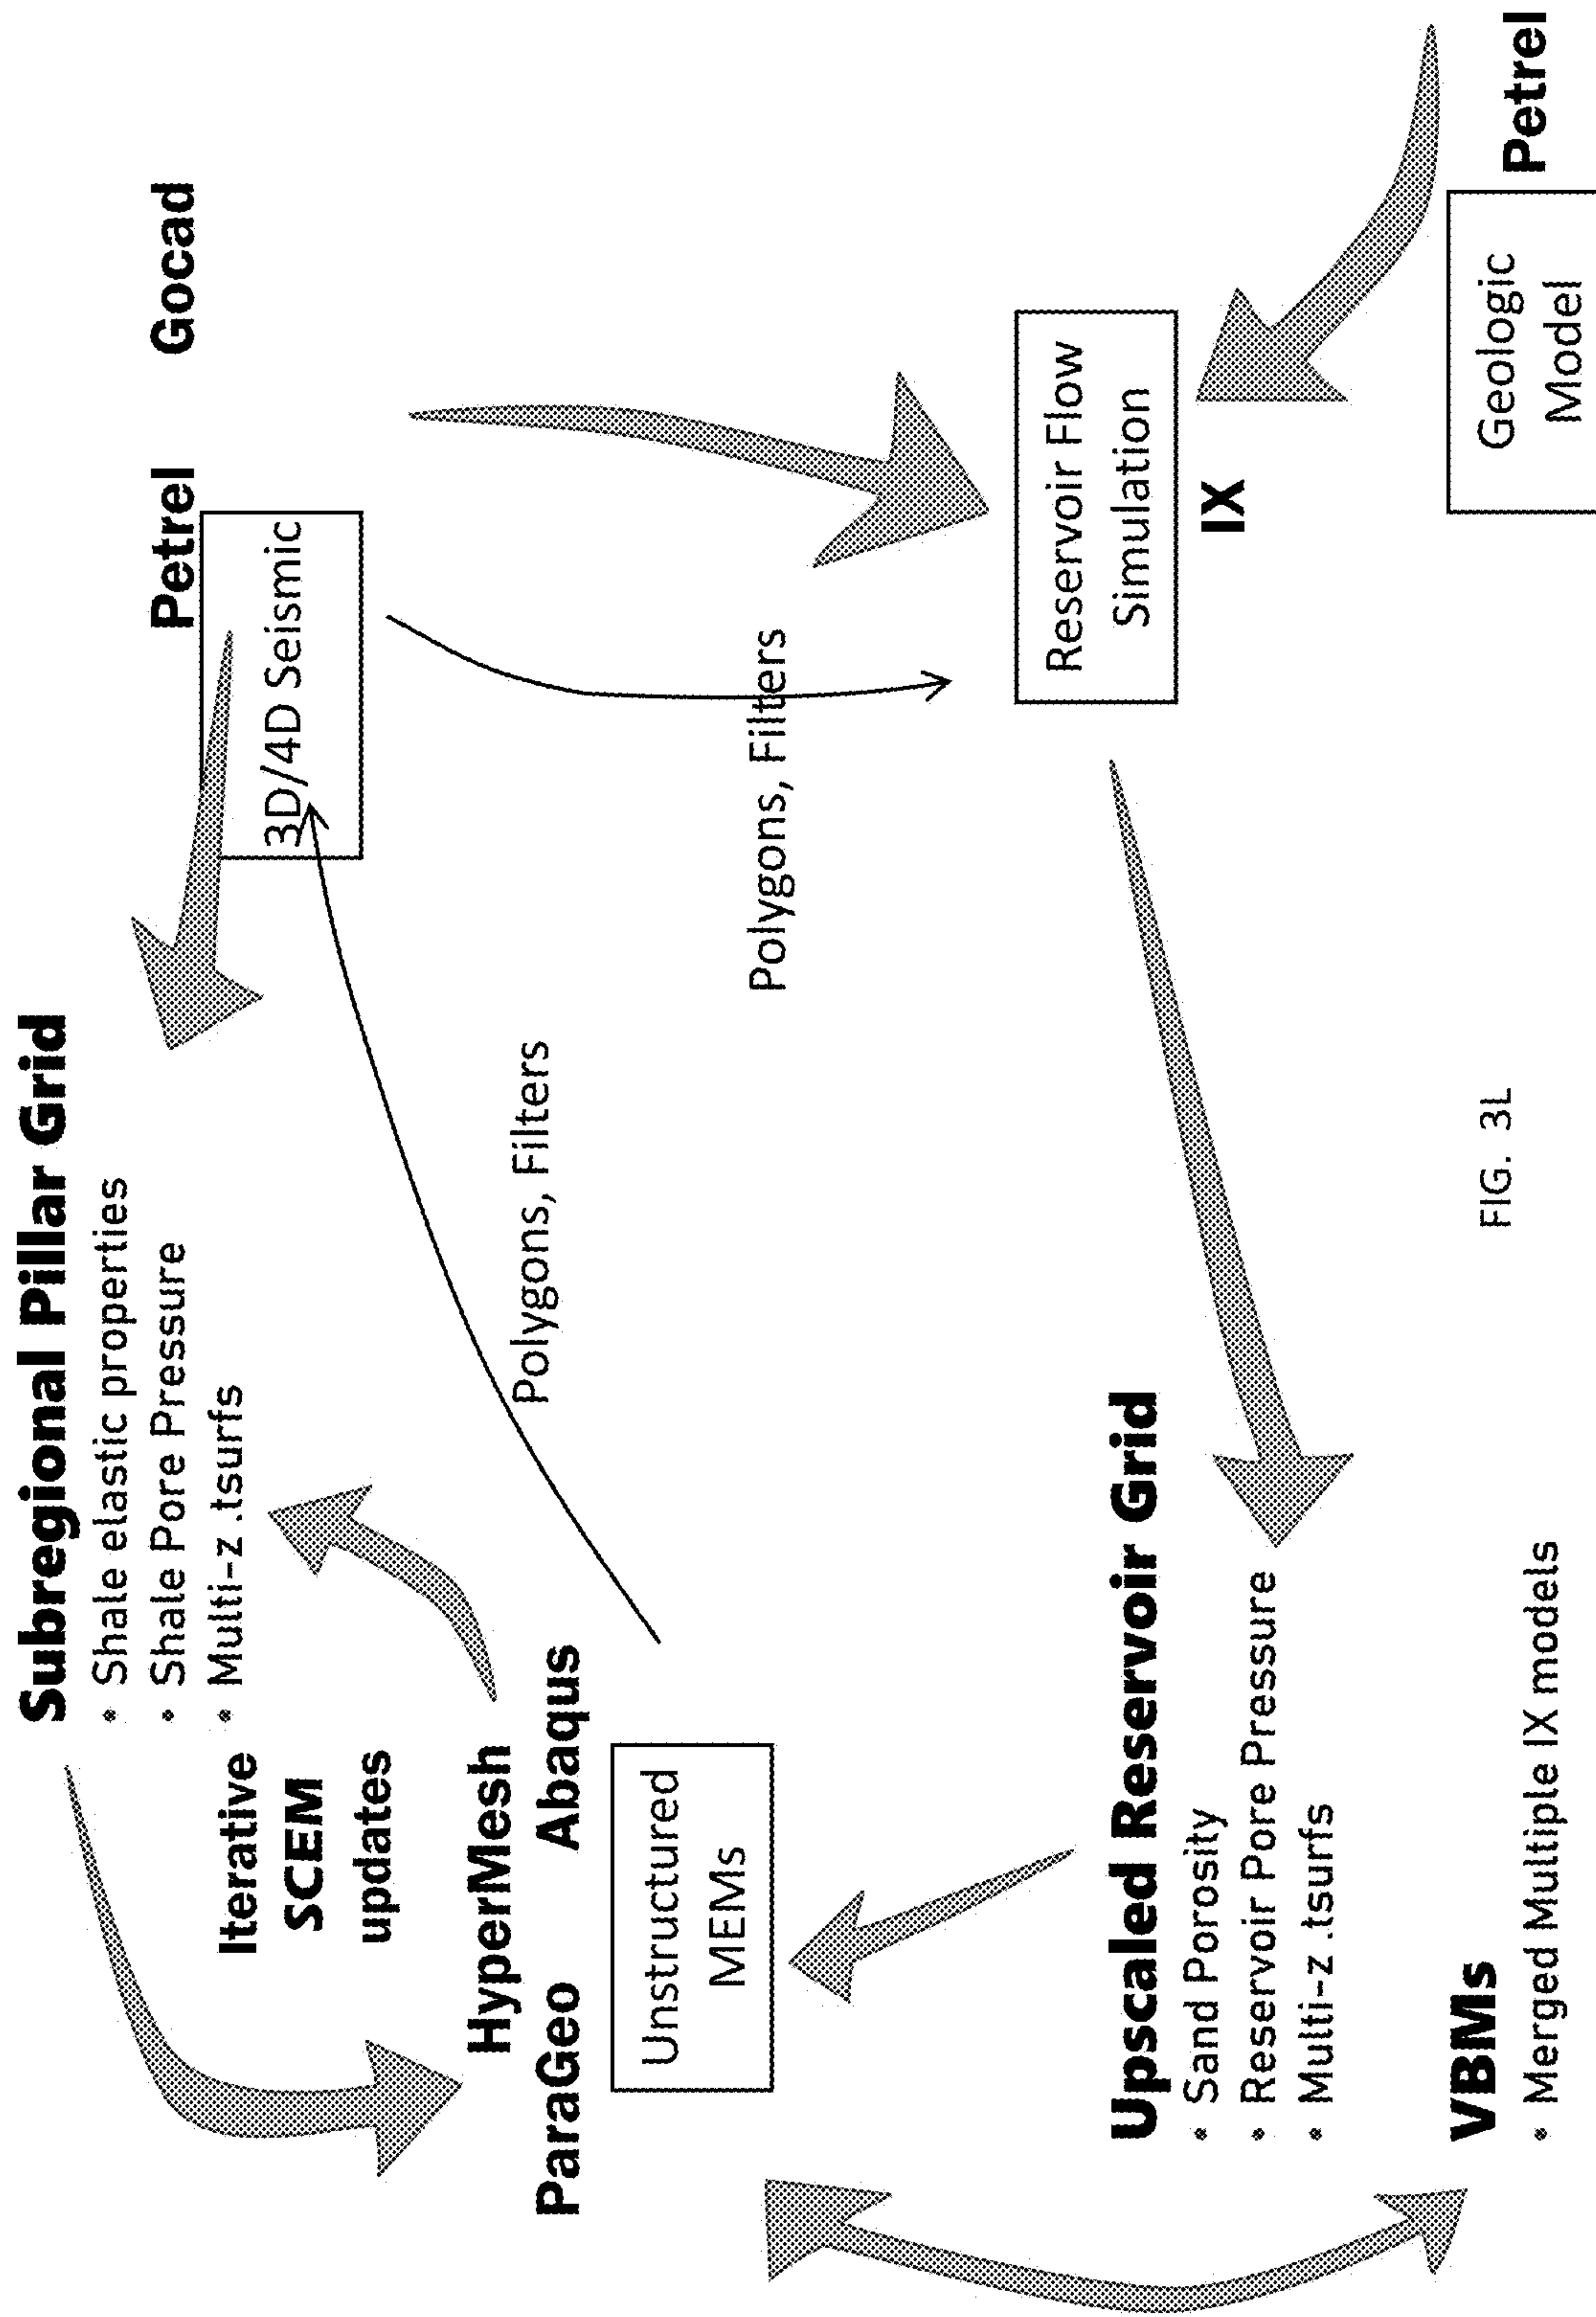 Subregional Pillar Grid
• Shale elastic properties
• Shale Pore Pressure
• Multi-z .tsurfs
Iterative
SCEM
updates
Petrel
Gocad
3D/4D Seismic
HyperMesh
ParaGeo
Abaqus
Unstructured
MEMs
Polygons, Filters
Polygons, Filters
Upscaled Reservoir Grid
• Sand Porosity
• Reservoir Pore Pressure
• Multi-z .tsurfs
Reservoir Flow
Simulation
IX
VBMs
• Merged Multiple IX models
Petrel
Geologic
Model
FIG. 3L